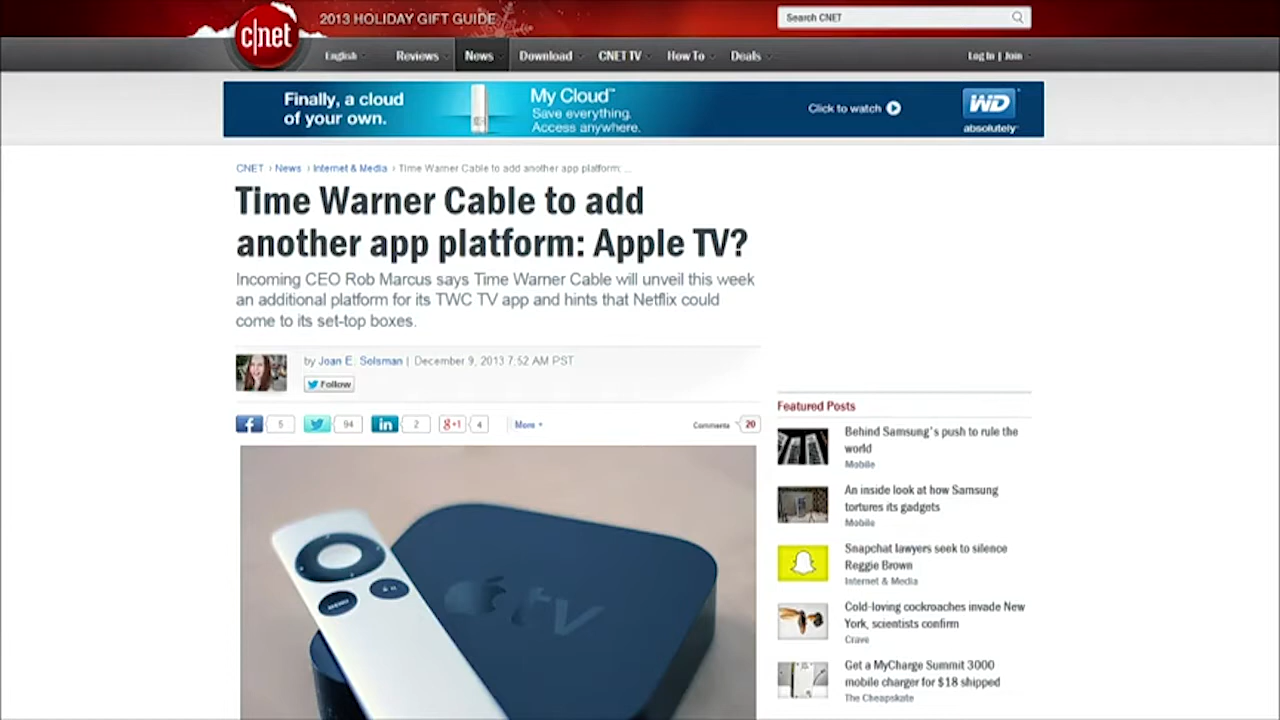 c|net
2013 HOLIDAY GIFT GUIDE
Search CNET
English
Reviews
News
Download
CNET TV
How To
Deals
Log In | Join
Finally, a cloud
of your own.
My Cloud™
Save everything.
Access anywhere.
Click to watch
WD
absolutely
CNET › News › Internet & Media › Time Warner Cable to add another app platform: ...
Time Warner Cable to add
another app platform: Apple TV?
Incoming CEO Rob Marcus says Time Warner Cable will unveil this week
an additional platform for its TWC TV app and hints that Netflix could
come to its set-top boxes.
by Joan E. Solsman | December 9, 2013 7:52 AM PST
Follow
f 5
94
in 2
g+1 4
More +
Comments 20
MENU
tv
Featured Posts
Behind Samsung's push to rule the
world
Mobile
An inside look at how Samsung
tortures its gadgets
Mobile
Snapchat lawyers seek to silence
Reggie Brown
Internet & Media
Cold-loving cockroaches invade New
York, scientists confirm
Crave
Get a MyCharge Summit 3000
mobile charger for $18 shipped
The Cheapskate